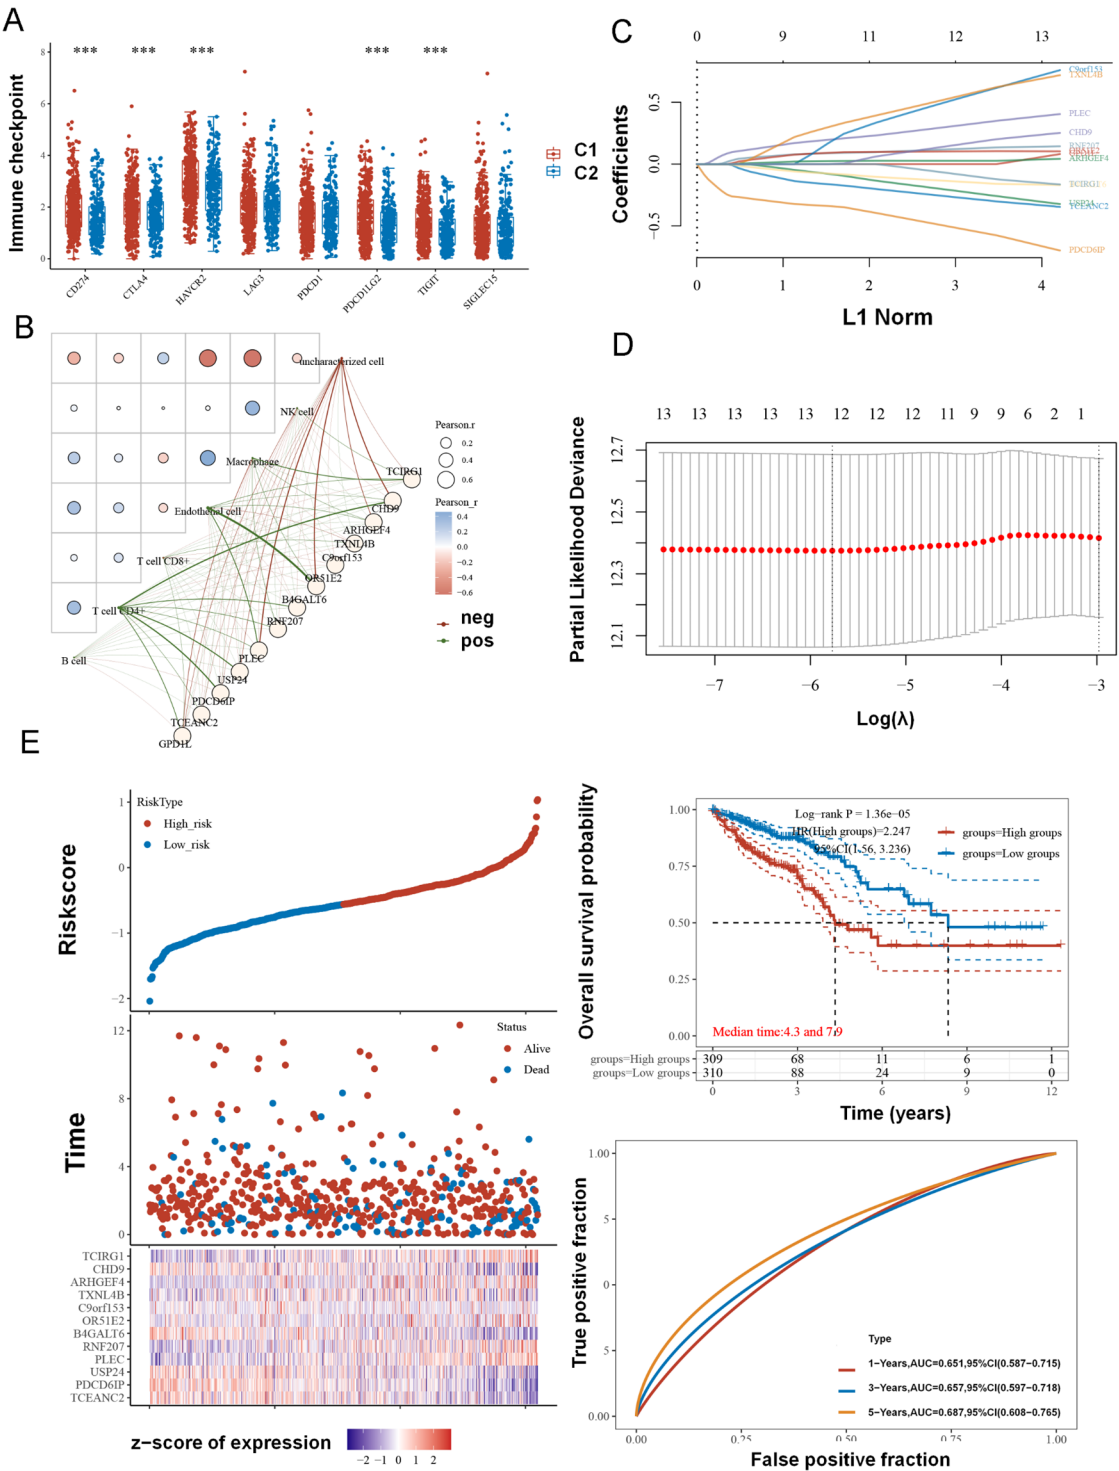 A
Immune checkpoint
8
6
4
2
0
*** *** *** *** ***
CD274 CTLA4 HAVCR2 LAG3 PDCD1 PDCD1LG2 TIGIT SIGLEC15
C1
C2
B
uncharacterized cell
NK cell
Macrophage
Endothelial cell
T cell CD8+
T cell CD4+
B cell
TCIRG1
CHD9
ARHGEF4
TXNL4B
C9orf153
OR51E2
B4GALT6
RNF207
PLEC
USP24
PDCD6IP
TCEANC2
GPD1L
Pearson.r
0.2
0.4
0.6
Pearson_r
0.4
0.2
0.0
−0.2
−0.4
−0.6
neg
pos
C
0 9 11 12 13
Coefficients
0.5
0.0
−0.5
C9orf153
TXNL4B
PLEC
CHD9
RNF207
ARHGEF4
TCIRG1
USP24
TCEANC2
PDCD6IP
0 1 2 3 4
L1 Norm
D
13 13 13 13 13 12 12 12 11 9 9 6 2 1
Partial Likelihood Deviance
12.7
12.5
12.3
12.1
−7 −6 −5 −4 −3
Log(λ)
E
Riskscore
1
0
−1
−2
RiskType
High_risk
Low_risk
Time
12
8
4
0
Status
Alive
Dead
TCIRG1
CHD9
ARHGEF4
TXNL4B
C9orf153
OR51E2
B4GALT6
RNF207
PLEC
USP24
PDCD6IP
TCEANC2
z−score of expression
−2 −1 0 1 2
Overall survival probability
1.00
0.75
0.50
0.25
0.00
Log−rank P = 1.36e−05
HR(High groups)=2.247
95%CI(1.56, 3.236)
groups=High groups
groups=Low groups
Median time:4.3 and 7.9
groups=High groups 309 68 11 6 1
groups=Low groups 310 88 24 9 0
0 3 6 9 12
Time (years)
True positive fraction
1.00
5
0
5
0.00
Type
1−Years,AUC=0.651,95%CI(0.587−0.715)
3−Years,AUC=0.657,95%CI(0.597−0.718)
5−Years,AUC=0.687,95%CI(0.608−0.765)
0.00 0.25 0.50 0.75 1.00
False positive fraction